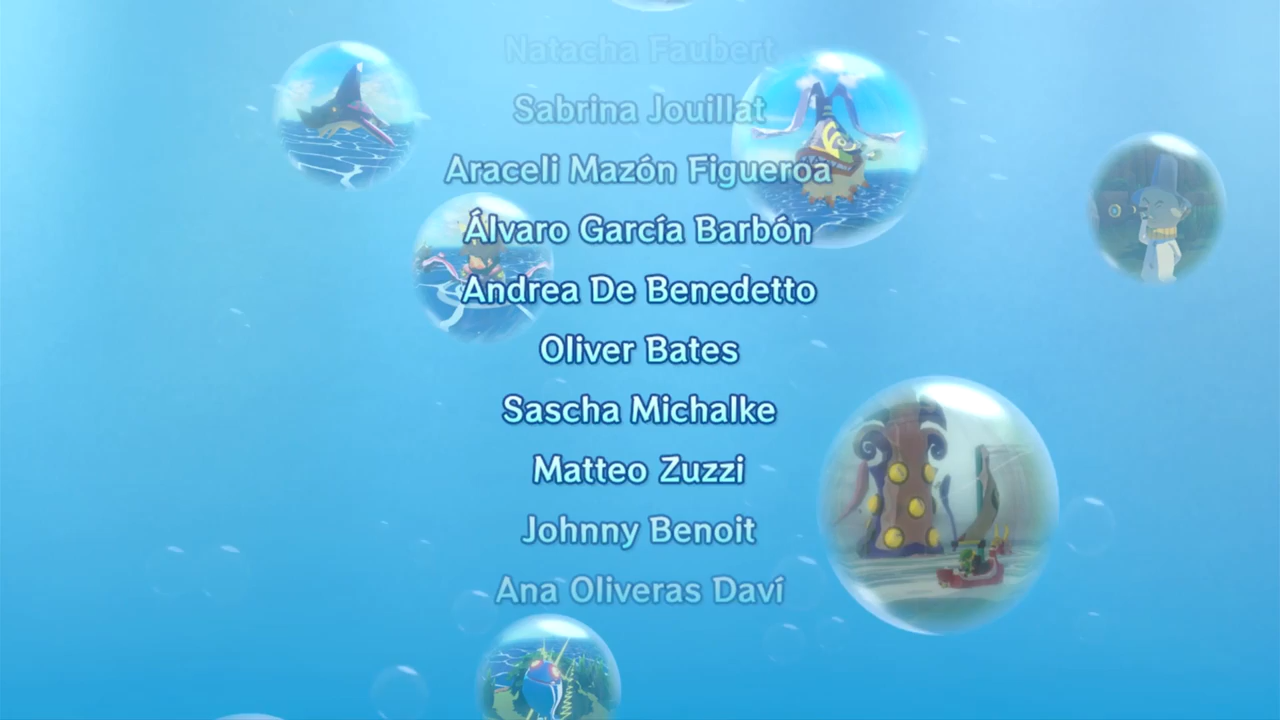 Natacha Faubert
Sabrina Jouillat
Araceli Mazón Figueroa
Álvaro García Barbón
Andrea De Benedetto
Oliver Bates
Sascha Michalke
Matteo Zuzzi
Johnny Benoit
Ana Oliveras Daví